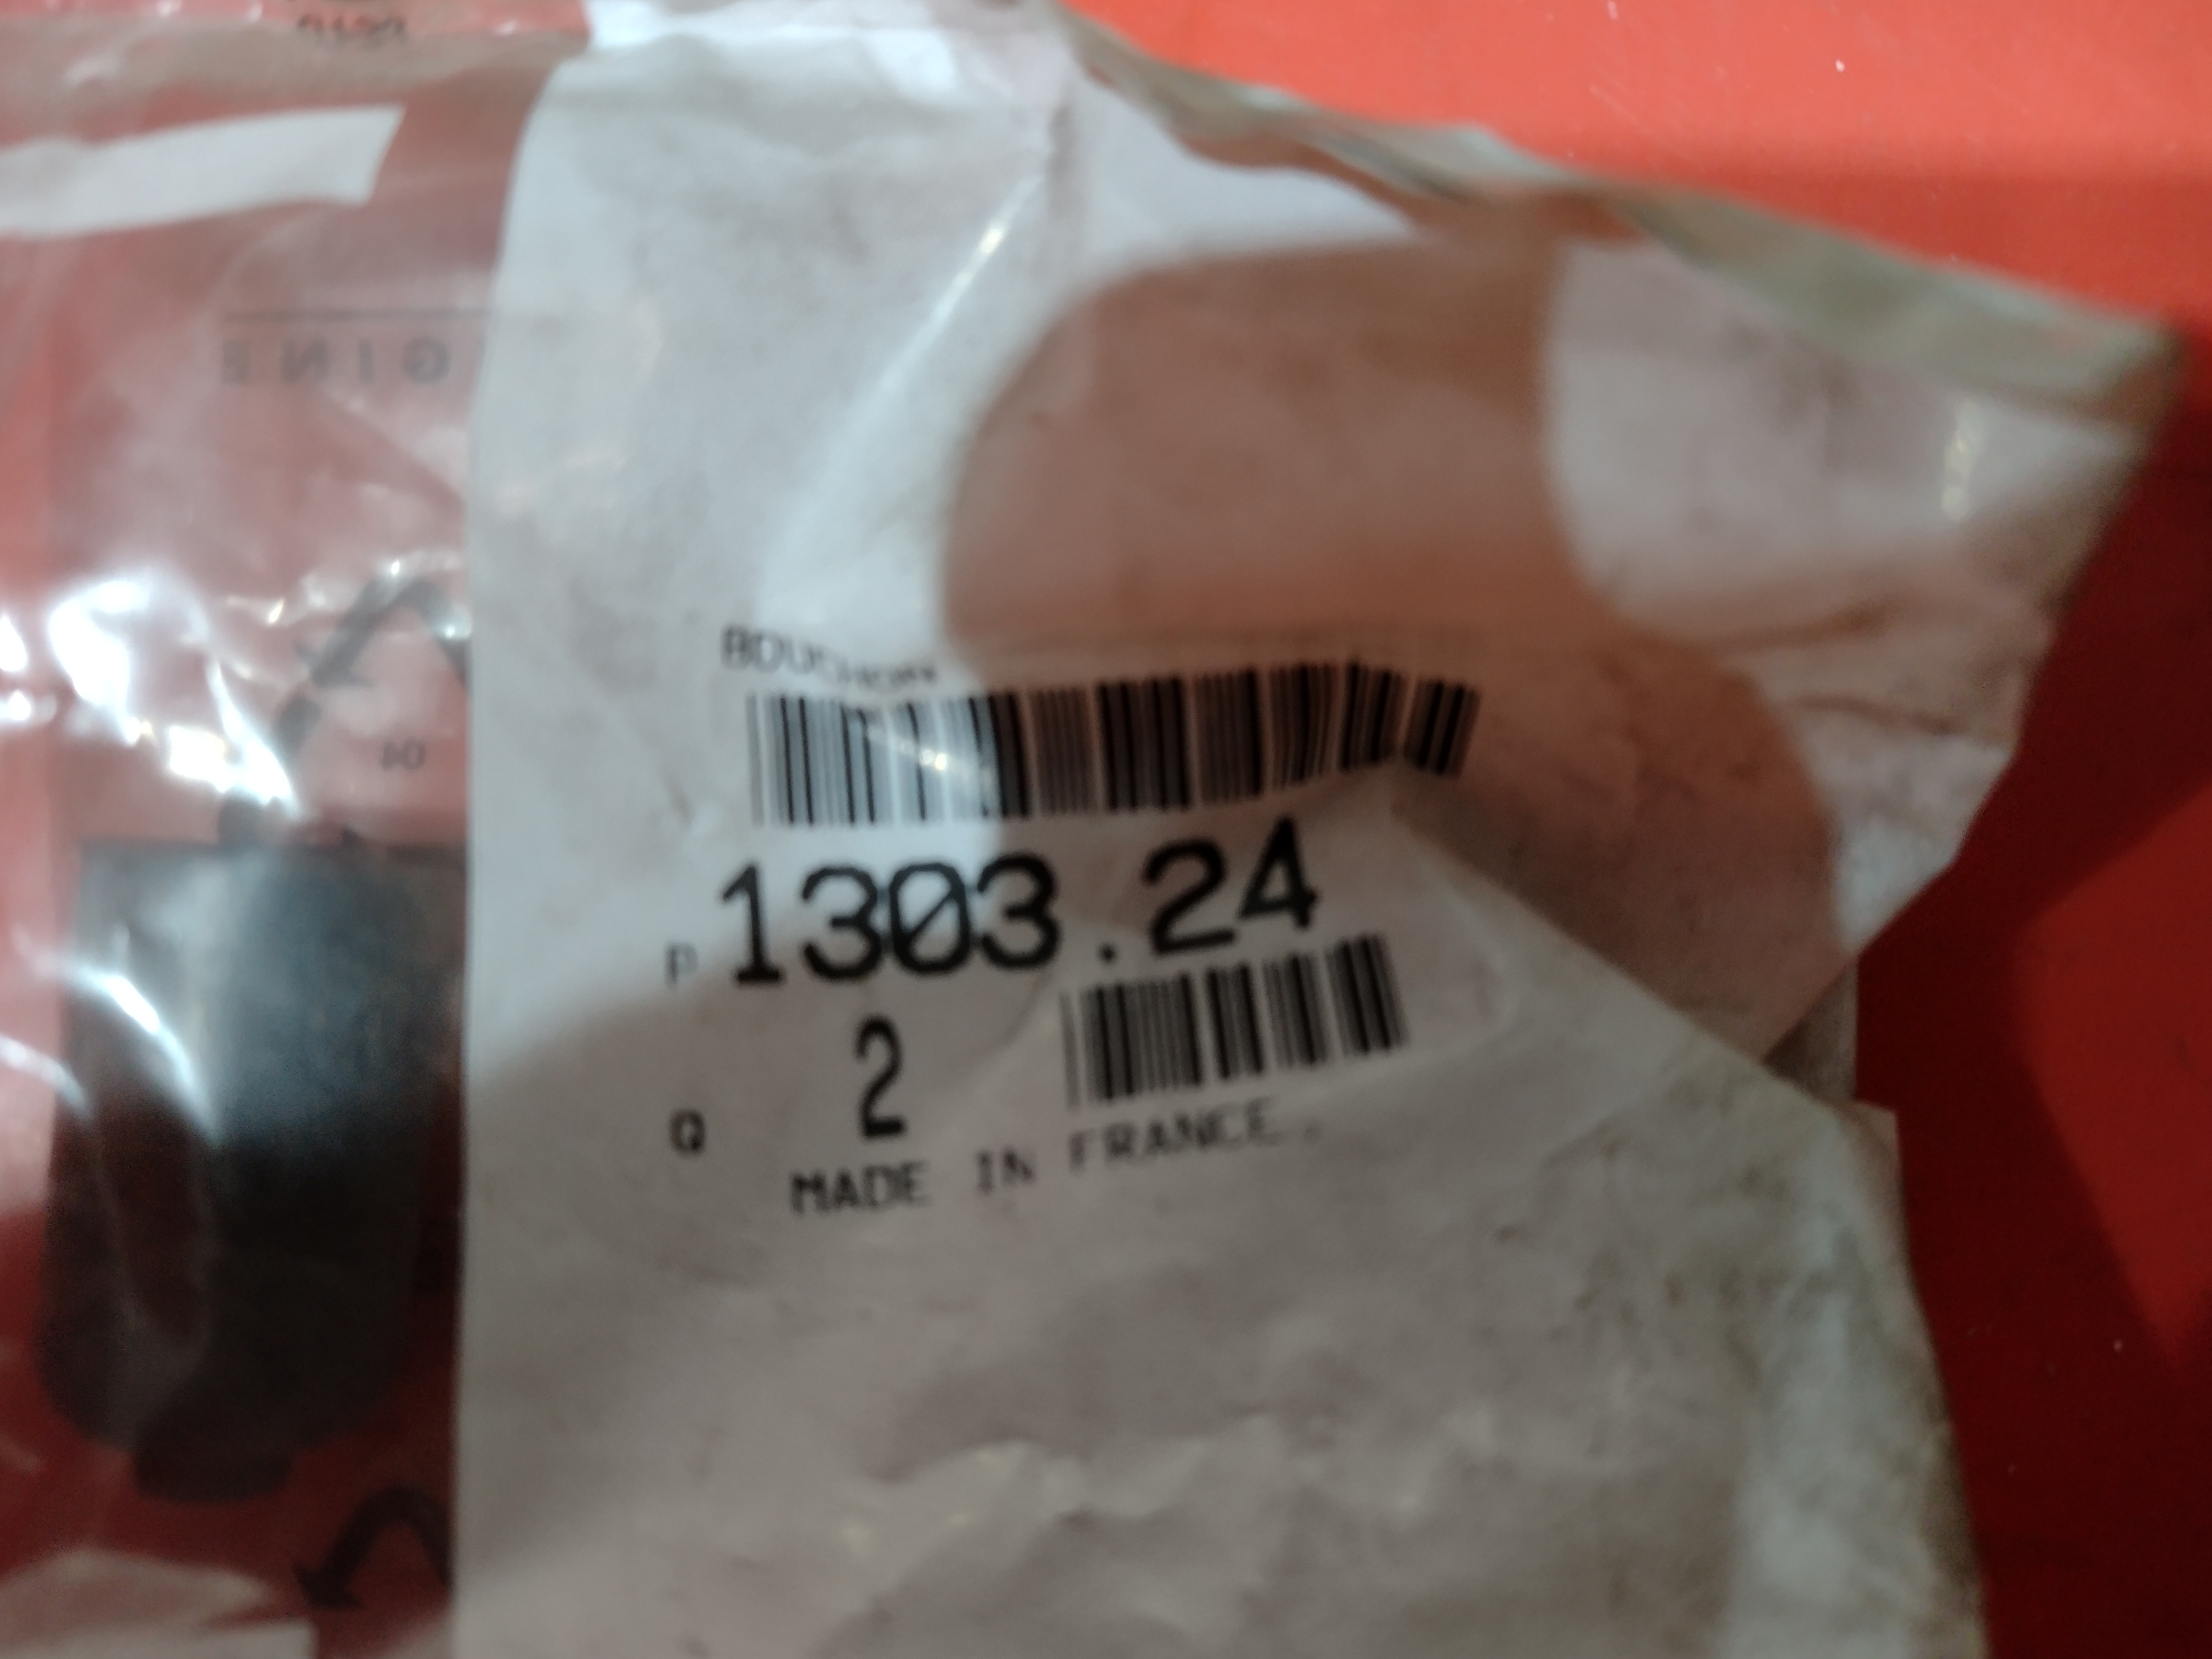 BOUCHON
P 1303.24
Q 2
MADE IN FRANCE.